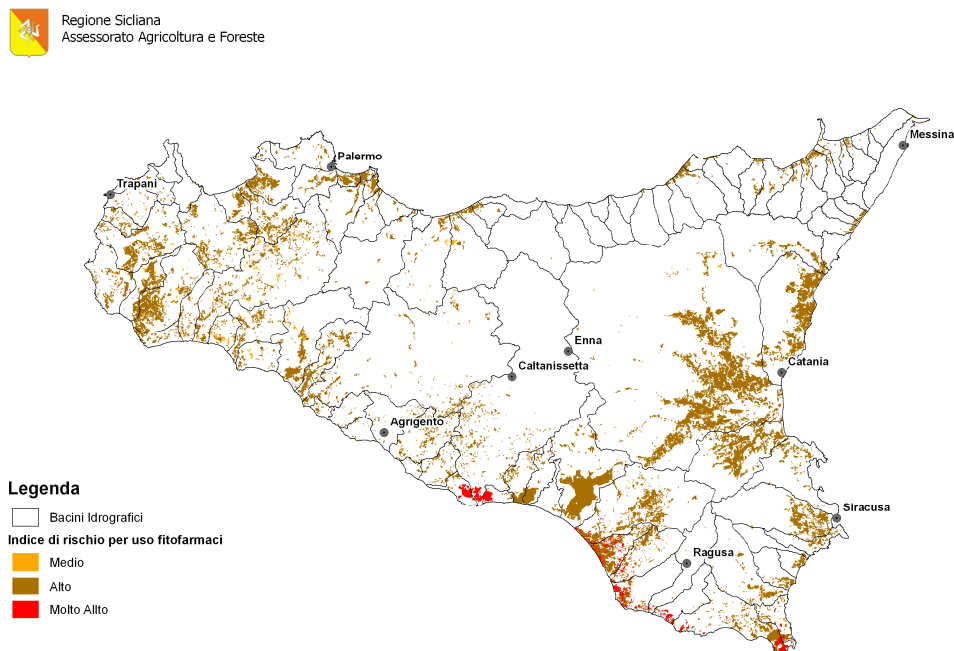 Regione Sicliana
Assessorato Agricoltura e Foreste
Messina
Palermo
Trapani
Enna
Catania
Caltanissetta
Agrigento
Siracusa
Ragusa
Legenda
Bacini Idrografici
Indice di rischio per uso fitofarmaci
Medio
Alto
Molto Allto